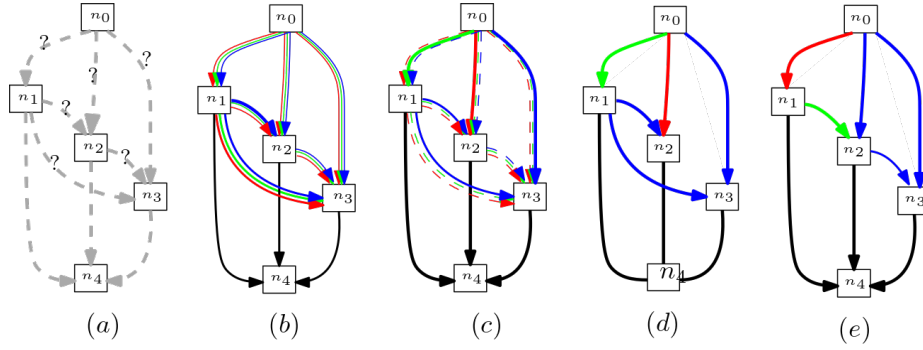 n₀ n₀ n₀ n₀ n₀
? ? ?
n₁ ? n₁ n₁ n₁ n₁
n₂ n₂ n₂ n₂ n₂
? ?
n₃ n₃ n₃ n₃ n₃
n₄ n₄ n₄ n₄ n₄
(a) (b) (c) (d) (e)